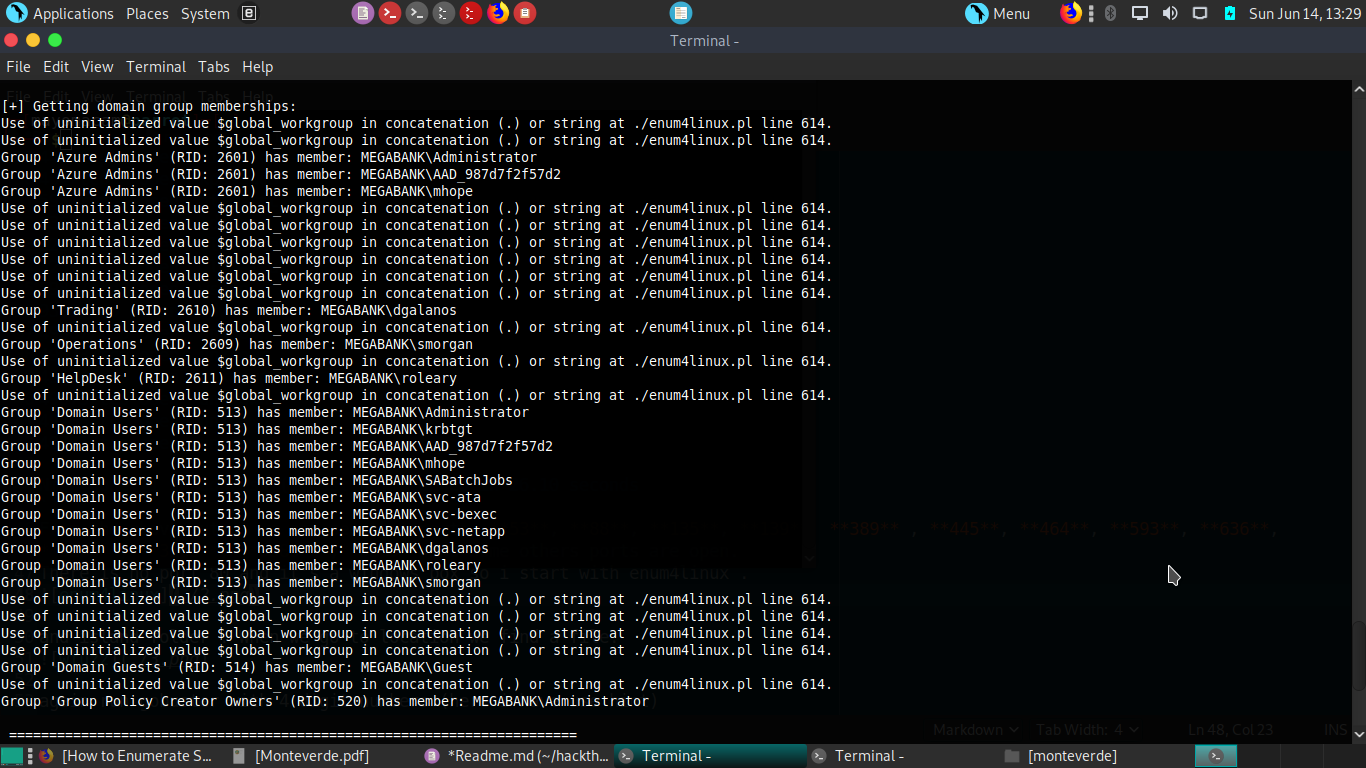 Applications Places System Menu Sun Jun 14, 13:29
Terminal -
File Edit View Terminal Tabs Help
[+] Getting domain group memberships:
Use of uninitialized value $global_workgroup in concatenation (.) or string at ./enum4linux.pl line 614.
Use of uninitialized value $global_workgroup in concatenation (.) or string at ./enum4linux.pl line 614.
Group 'Azure Admins' (RID: 2601) has member: MEGABANK\Administrator
Group 'Azure Admins' (RID: 2601) has member: MEGABANK\AAD_987d7f2f57d2
Group 'Azure Admins' (RID: 2601) has member: MEGABANK\mhope
Use of uninitialized value $global_workgroup in concatenation (.) or string at ./enum4linux.pl line 614.
Use of uninitialized value $global_workgroup in concatenation (.) or string at ./enum4linux.pl line 614.
Use of uninitialized value $global_workgroup in concatenation (.) or string at ./enum4linux.pl line 614.
Use of uninitialized value $global_workgroup in concatenation (.) or string at ./enum4linux.pl line 614.
Use of uninitialized value $global_workgroup in concatenation (.) or string at ./enum4linux.pl line 614.
Use of uninitialized value $global_workgroup in concatenation (.) or string at ./enum4linux.pl line 614.
Group 'Trading' (RID: 2610) has member: MEGABANK\dgalanos
Use of uninitialized value $global_workgroup in concatenation (.) or string at ./enum4linux.pl line 614.
Group 'Operations' (RID: 2609) has member: MEGABANK\smorgan
Use of uninitialized value $global_workgroup in concatenation (.) or string at ./enum4linux.pl line 614.
Group 'HelpDesk' (RID: 2611) has member: MEGABANK\roleary
Use of uninitialized value $global_workgroup in concatenation (.) or string at ./enum4linux.pl line 614.
Group 'Domain Users' (RID: 513) has member: MEGABANK\Administrator
Group 'Domain Users' (RID: 513) has member: MEGABANK\krbtgt
Group 'Domain Users' (RID: 513) has member: MEGABANK\AAD_987d7f2f57d2
Group 'Domain Users' (RID: 513) has member: MEGABANK\mhope
Group 'Domain Users' (RID: 513) has member: MEGABANK\SABatchJobs
Group 'Domain Users' (RID: 513) has member: MEGABANK\svc-ata
Group 'Domain Users' (RID: 513) has member: MEGABANK\svc-bexec
Group 'Domain Users' (RID: 513) has member: MEGABANK\svc-netapp
**389** , **445**, **464**, **593**, **636**,
Group 'Domain Users' (RID: 513) has member: MEGABANK\dgalanos
Group 'Domain Users' (RID: 513) has member: MEGABANK\roleary
i start with enum4linux .
Group 'Domain Users' (RID: 513) has member: MEGABANK\smorgan
Use of uninitialized value $global_workgroup in concatenation (.) or string at ./enum4linux.pl line 614.
Use of uninitialized value $global_workgroup in concatenation (.) or string at ./enum4linux.pl line 614.
Use of uninitialized value $global_workgroup in concatenation (.) or string at ./enum4linux.pl line 614.
Use of uninitialized value $global_workgroup in concatenation (.) or string at ./enum4linux.pl line 614.
Group 'Domain Guests' (RID: 514) has member: MEGABANK\Guest
Use of uninitialized value $global_workgroup in concatenation (.) or string at ./enum4linux.pl line 614.
Group 'Group Policy Creator Owners' (RID: 520) has member: MEGABANK\Administrator
========================================================================
Markdown Tab Width: 4 Ln 48, Col 23 INS
[How to Enumerate S... [Monteverde.pdf] *Readme.md (~/hackth... Terminal - Terminal - [monteverde]